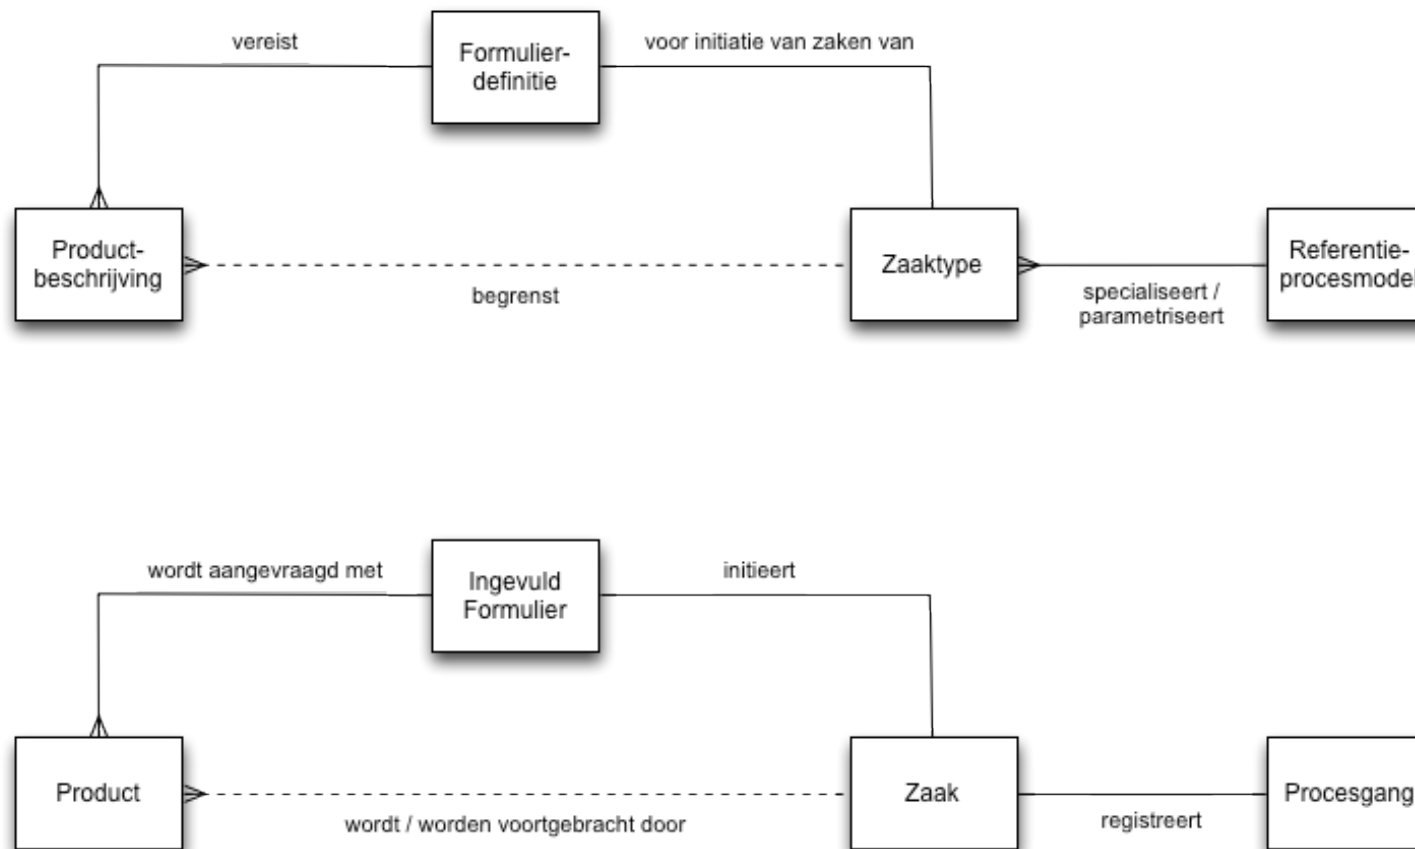 vereist
Formulier-
definitie
voor initiatie van zaken van
Product-
beschrijving
begrenst
Zaaktype
specialiseert /
parametriseert
Referentie-
procesmodel
wordt aangevraagd met
Ingevuld
Formulier
initieert
Product
wordt / worden voortgebracht door
Zaak
registreert
Procesgang